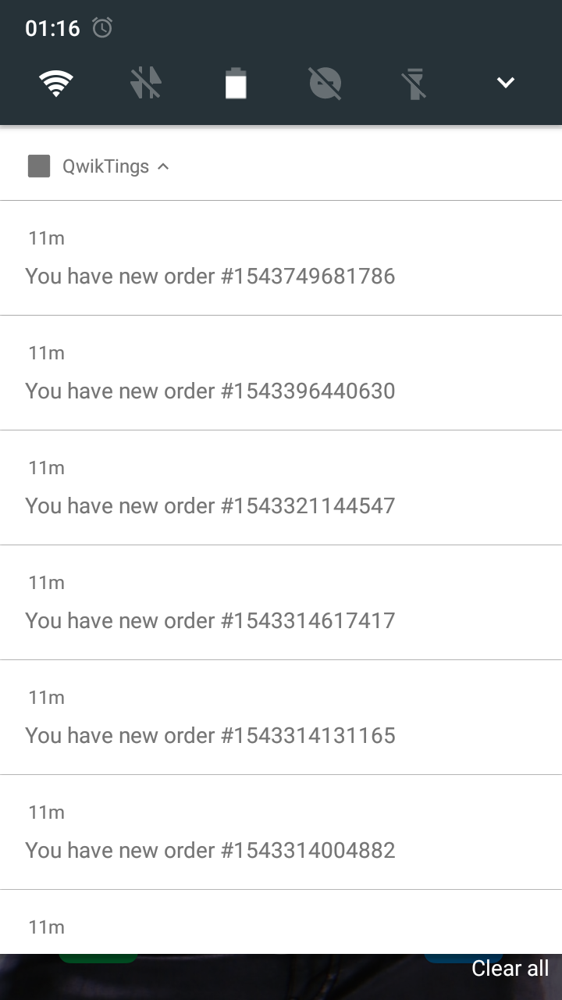 01:16
QwikTings
11m
You have new order #1543749681786
11m
You have new order #1543396440630
11m
You have new order #1543321144547
11m
You have new order #1543314617417
11m
You have new order #1543314131165
11m
You have new order #1543314004882
11m
Clear all